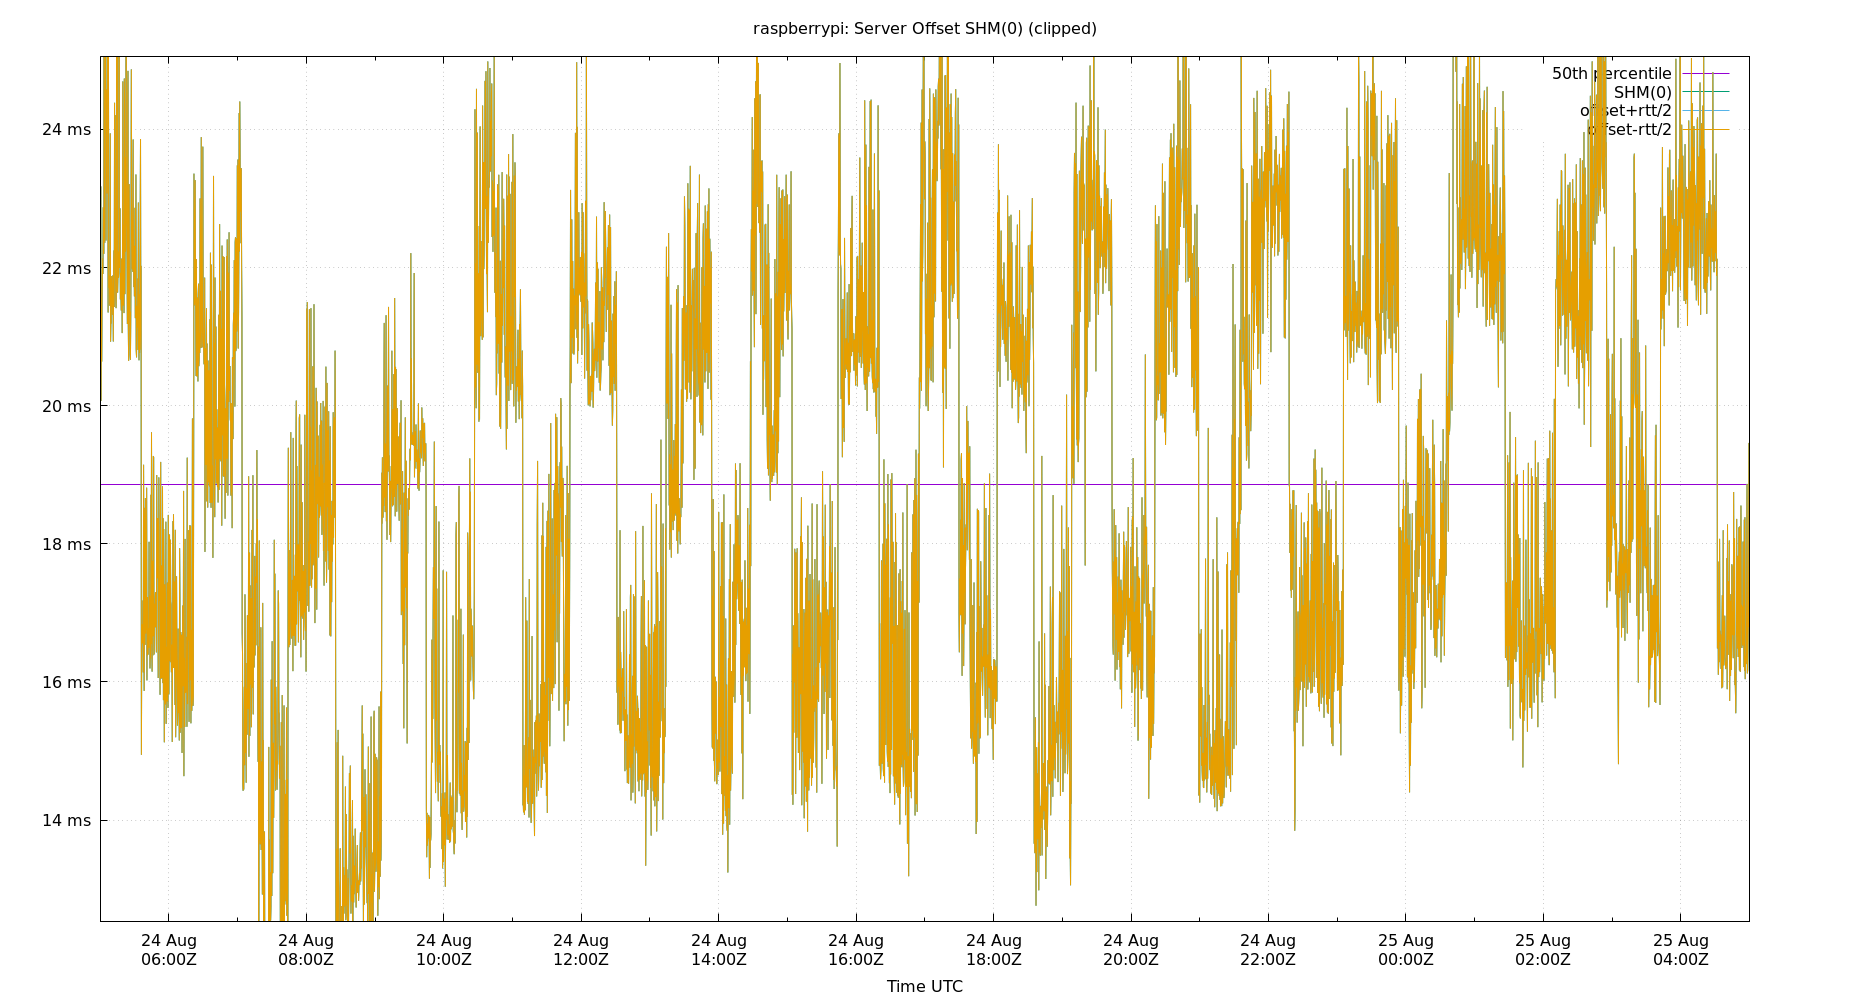 raspberrypi: Server Offset SHM(0) (clipped)
50th percentile
SHM(0)
offset+rtt/2
offset-rtt/2
24 ms
22 ms
20 ms
18 ms
16 ms
14 ms
24 Aug 24 Aug 24 Aug 24 Aug 24 Aug 24 Aug 24 Aug 24 Aug 24 Aug 25 Aug 25 Aug 25 Aug
06:00Z 08:00Z 10:00Z 12:00Z 14:00Z 16:00Z 18:00Z 20:00Z 22:00Z 00:00Z 02:00Z 04:00Z
Time UTC